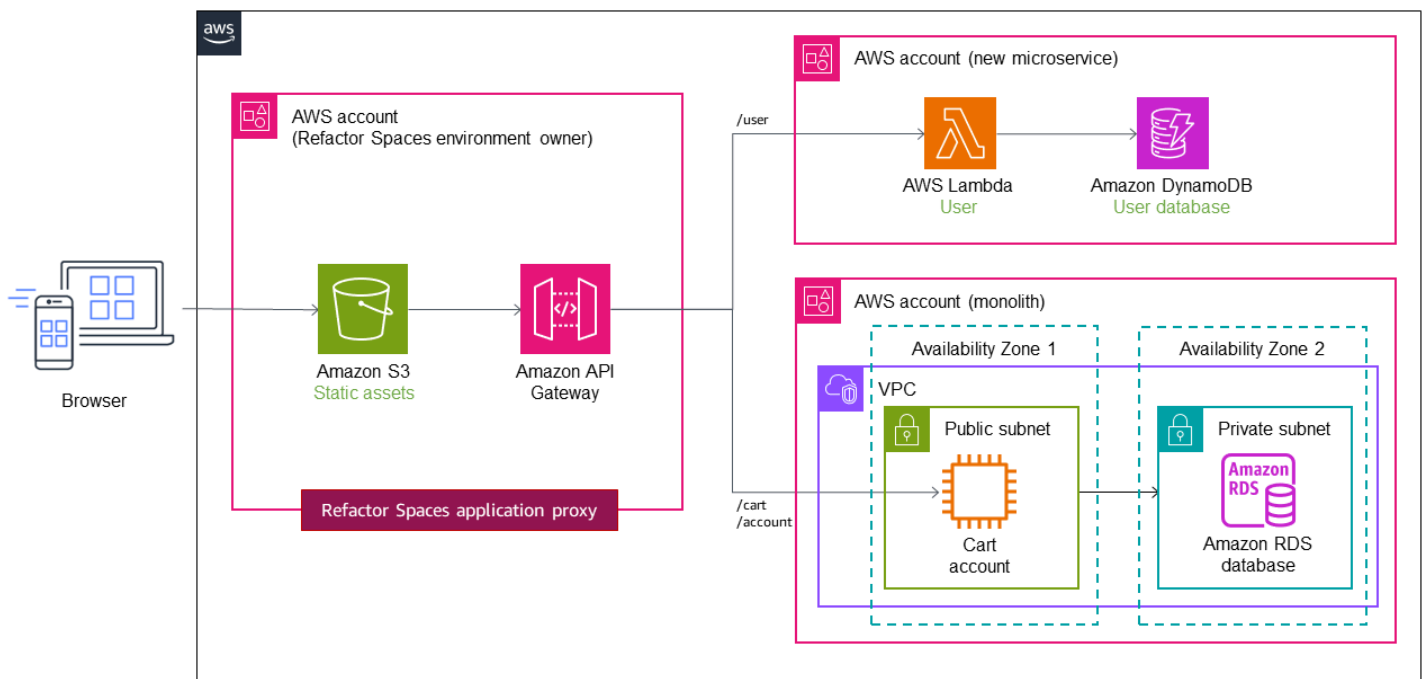 aws
AWS account (new microservice)
AWS account
(Refactor Spaces environment owner)
/user
AWS Lambda
User
Amazon DynamoDB
User database
Browser
Amazon S3
Static assets
Amazon API
Gateway
Refactor Spaces application proxy
/cart
/account
AWS account (monolith)
Availability Zone 1
Availability Zone 2
VPC
Public subnet
Private subnet
Cart
account
Amazon
RDS
Amazon RDS
database